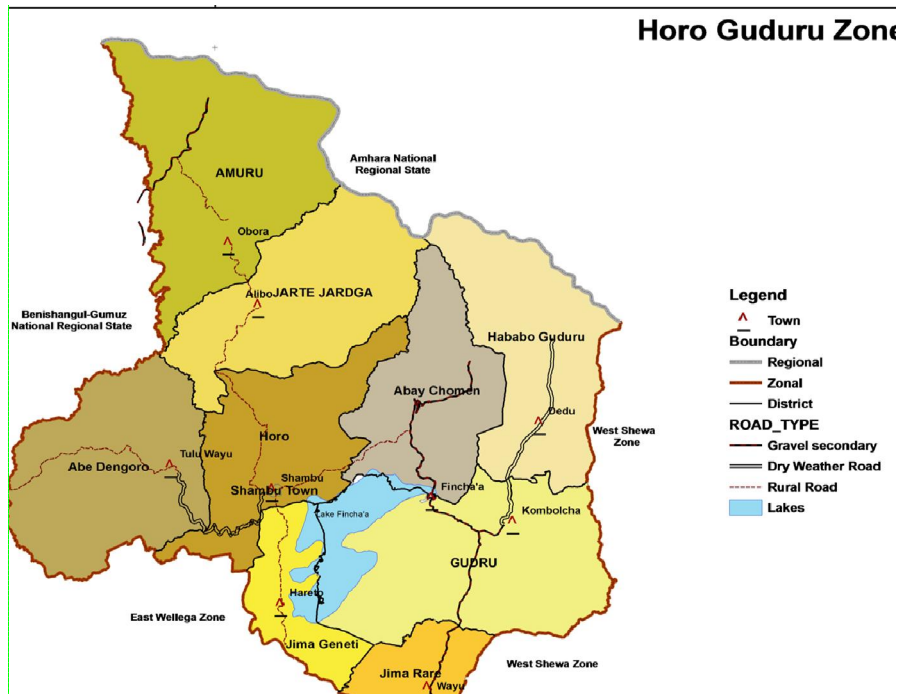 Horo Guduru Zone
Amhara National
Regional State
AMURU
Obora
Alibo
JARTE JARDGA
Benishangul-Gumuz
National Regional State
Hababo Guduru
Abay Chomen
Dedu
West Shewa
Zone
Horo
Tulu Wayu
Abe Dengoro
Shambu
Shambu Town
Fincha'a
Lake Fincha'a
Kombolcha
GUDRU
Hareto
East Wellega Zone
Jima Geneti
Jima Rare
West Shewa Zone
Wayu
Legend
Town
Boundary
Regional
Zonal
District
ROAD_TYPE
Gravel secondary
Dry Weather Road
Rural Road
Lakes